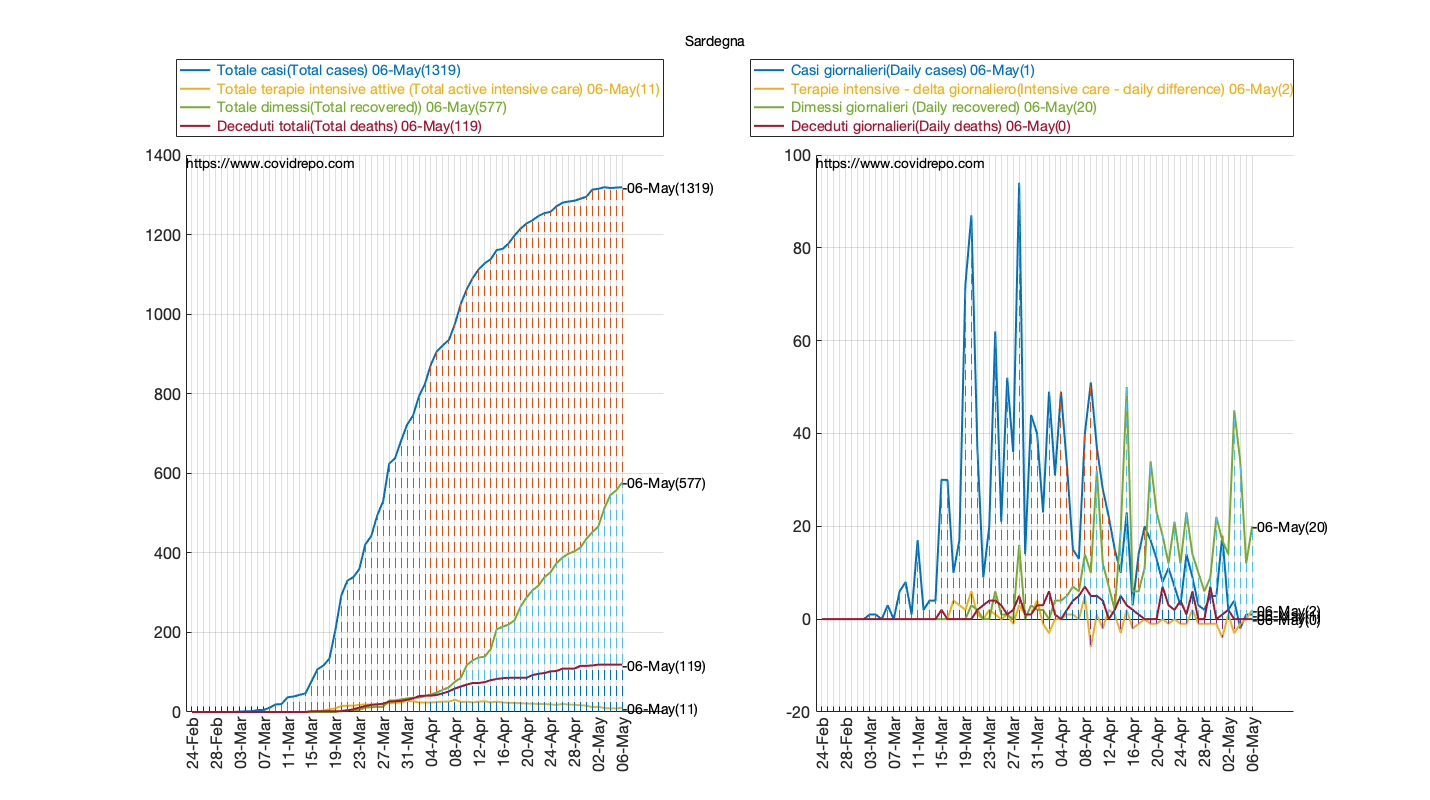 Sardegna
Totale casi(Total cases) 06-May(1319)
Totale terapie intensive attive (Total active intensive care) 06-May(11)
Totale dimessi(Total recovered)) 06-May(577)
Deceduti totali(Total deaths) 06-May(119)
https://www.covidrepo.com
1400
1200
1000
800
600
400
200
0
-06-May(1319)
-06-May(577)
-06-May(119)
-06-May(11)
24-Feb
28-Feb
03-Mar
07-Mar
11-Mar
15-Mar
19-Mar
23-Mar
27-Mar
31-Mar
04-Apr
08-Apr
12-Apr
16-Apr
20-Apr
24-Apr
28-Apr
02-May
06-May
Casi giornalieri(Daily cases) 06-May(1)
Terapie intensive - delta giornaliero(Intensive care - daily difference) 06-May(2)
Dimessi giornalieri (Daily recovered) 06-May(20)
Deceduti giornalieri(Daily deaths) 06-May(0)
https://www.covidrepo.com
100
80
60
40
20
0
-20
-06-May(20)
-06-May(2)
-06-May(0)
24-Feb
28-Feb
03-Mar
07-Mar
11-Mar
15-Mar
19-Mar
23-Mar
27-Mar
31-Mar
04-Apr
08-Apr
12-Apr
16-Apr
20-Apr
24-Apr
28-Apr
02-May
06-May